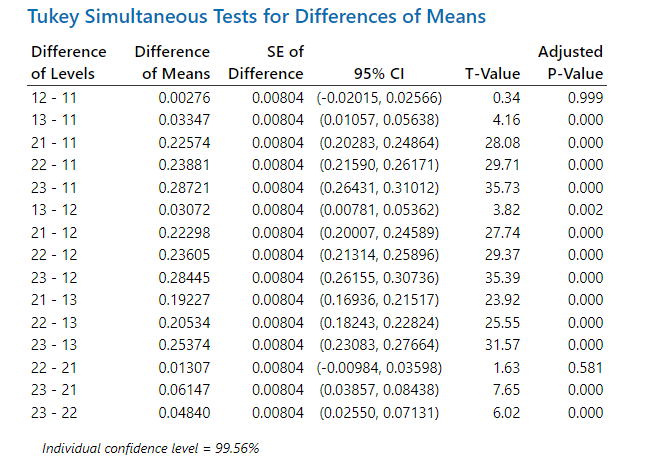 Tukey Simultaneous Tests for Differences of Means
Difference Difference SE of Adjusted
of Levels of Means Difference 95% CI T-Value P-Value
12 - 11 0.00276 0.00804 (-0.02015, 0.02566) 0.34 0.999
13 - 11 0.03347 0.00804 (0.01057, 0.05638) 4.16 0.000
21 - 11 0.22574 0.00804 (0.20283, 0.24864) 28.08 0.000
22 - 11 0.23881 0.00804 (0.21590, 0.26171) 29.71 0.000
23 - 11 0.28721 0.00804 (0.26431, 0.31012) 35.73 0.000
13 - 12 0.03072 0.00804 (0.00781, 0.05362) 3.82 0.002
21 - 12 0.22298 0.00804 (0.20007, 0.24589) 27.74 0.000
22 - 12 0.23605 0.00804 (0.21314, 0.25896) 29.37 0.000
23 - 12 0.28445 0.00804 (0.26155, 0.30736) 35.39 0.000
21 - 13 0.19227 0.00804 (0.16936, 0.21517) 23.92 0.000
22 - 13 0.20534 0.00804 (0.18243, 0.22824) 25.55 0.000
23 - 13 0.25374 0.00804 (0.23083, 0.27664) 31.57 0.000
22 - 21 0.01307 0.00804 (-0.00984, 0.03598) 1.63 0.581
23 - 21 0.06147 0.00804 (0.03857, 0.08438) 7.65 0.000
23 - 22 0.04840 0.00804 (0.02550, 0.07131) 6.02 0.000
Individual confidence level = 99.56%